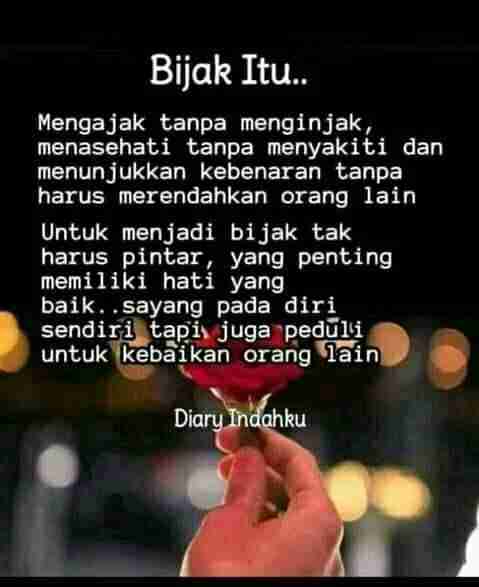 Bijak Itu..
Mengajak tanpa menginjak,
menasehati tanpa menyakiti dan
menunjukkan kebenaran tanpa
harus merendahkan orang lain
Untuk menjadi bijak tak
harus pintar, yang penting
memiliki hati yang
baik..sayang pada diri
sendiri tapi juga peduli
untuk kebaikan orang lain
Diary Indahku